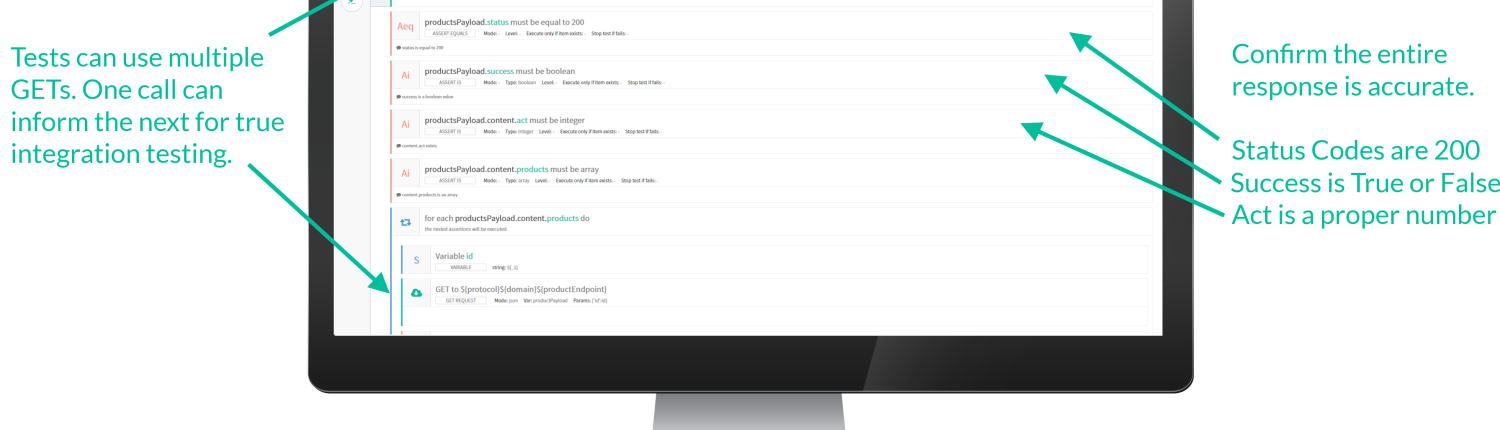 Tests can use multiple
GETs. One call can
inform the next for true
integration testing.
Aeq
productsPayload.status must be equal to 200
ASSERT EQUALS Mode: - Level: - Execute only if item exists: - Stop test if fails: -
status is equal to 200
Ai
productsPayload.success must be boolean
ASSERT IS Mode: - Type: boolean Level: - Execute only if item exists: - Stop test if fails: -
success is a boolean value
Ai
productsPayload.content.act must be integer
ASSERT IS Mode: - Type: integer Level: - Execute only if item exists: - Stop test if fails: -
content.act exists
Ai
productsPayload.content.products must be array
ASSERT IS Mode: - Type: array Level: - Execute only if item exists: - Stop test if fails: -
content.products is an array
for each productsPayload.content.products do
the nested assertions will be executed
S
Variable id
VARIABLE
GET to ${protocol}${domain}${productEndpoint}
GET REQUEST Mode: json Var: productPayload Params: ['id':id]
Confirm the entire
response is accurate.
Status Codes are 200
Success is True or False
Act is a proper number